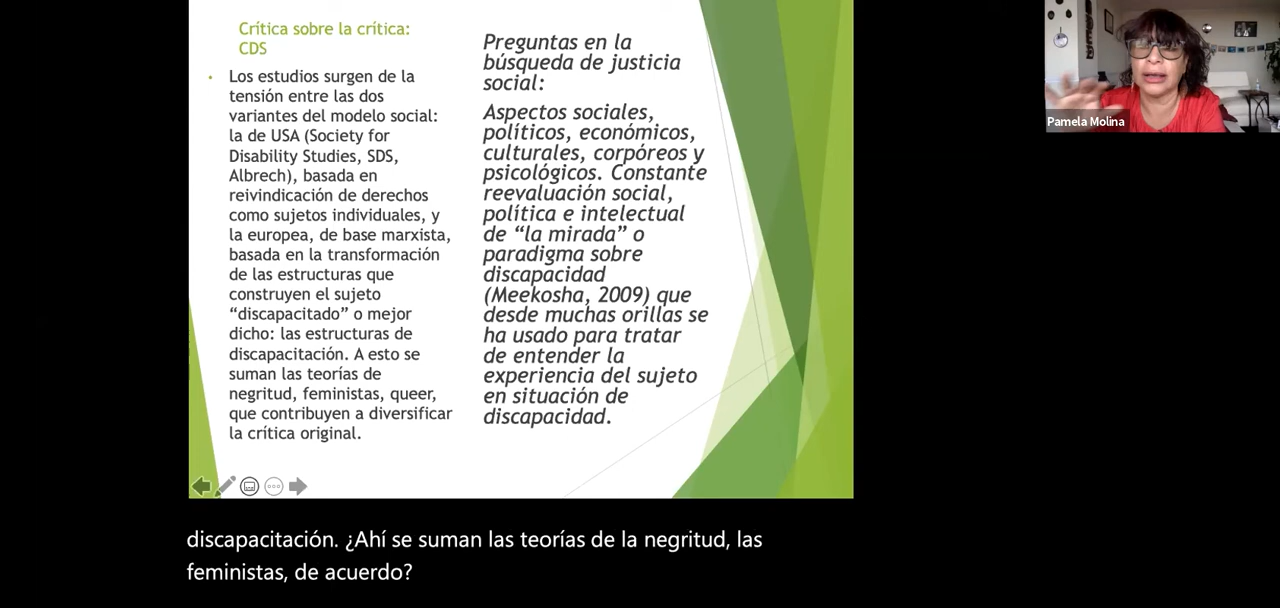 Crítica sobre la crítica:
CDS
Los estudios surgen de la
tensión entre las dos
variantes del modelo social:
la de USA (Society for
Disability Studies, SDS,
Albrech), basada en
reivindicación de derechos
como sujetos individuales, y
la europea, de base marxista,
basada en la transformación
de las estructuras que
construyen el sujeto
“discapacitado” o mejor
dicho: las estructuras de
discapacitación. A esto se
suman las teorías de
negritud, feministas, queer,
que contribuyen a diversificar
la crítica original.
Preguntas en la
búsqueda de justicia
social:
Aspectos sociales,
políticos, económicos,
culturales, corpóreos y
psicológicos. Constante
reevaluación social,
política e intelectual
de “la mirada” o
paradigma sobre
discapacidad
(Meekosha, 2009) que
desde muchas orillas se
ha usado para tratar
de entender la
experiencia del sujeto
en situación de
discapacidad.
Pamela Molina
discapacitación. ¿Ahí se suman las teorías de la negritud, las
feministas, de acuerdo?